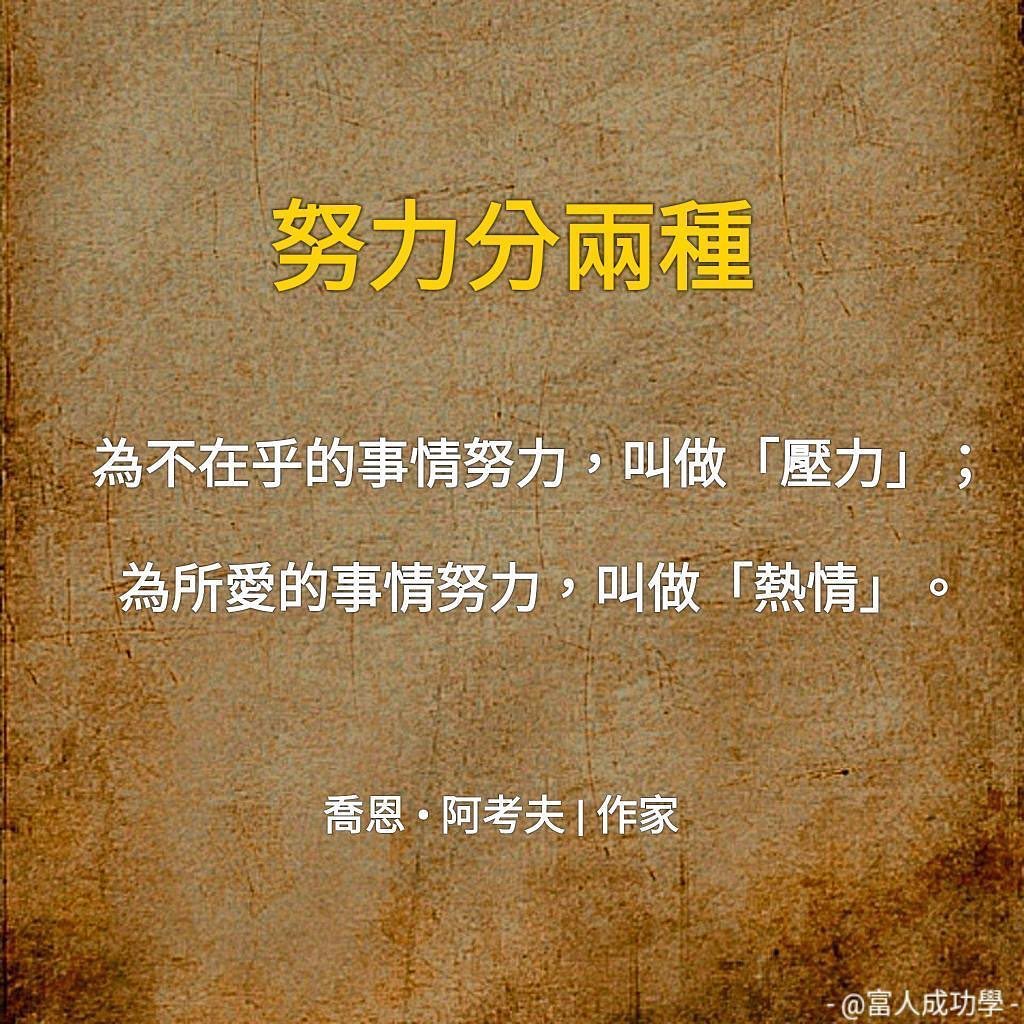 努力分兩種
為不在乎的事情努力，叫做「壓力」；
為所愛的事情努力，叫做「熱情」。
喬恩•阿考夫 | 作家
- @富人成功學 -